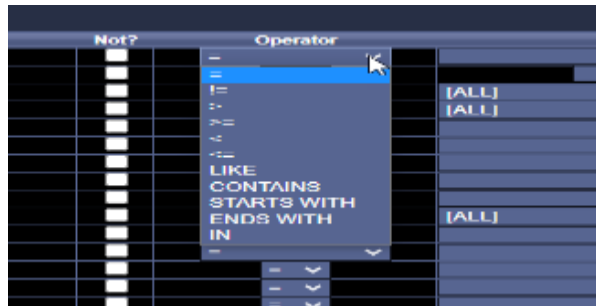 Not? Operator
=
=
!= [ALL]
> [ALL]
>=
<
<=
LIKE
CONTAINS
STARTS WITH
ENDS WITH [ALL]
IN
=
=
=
=